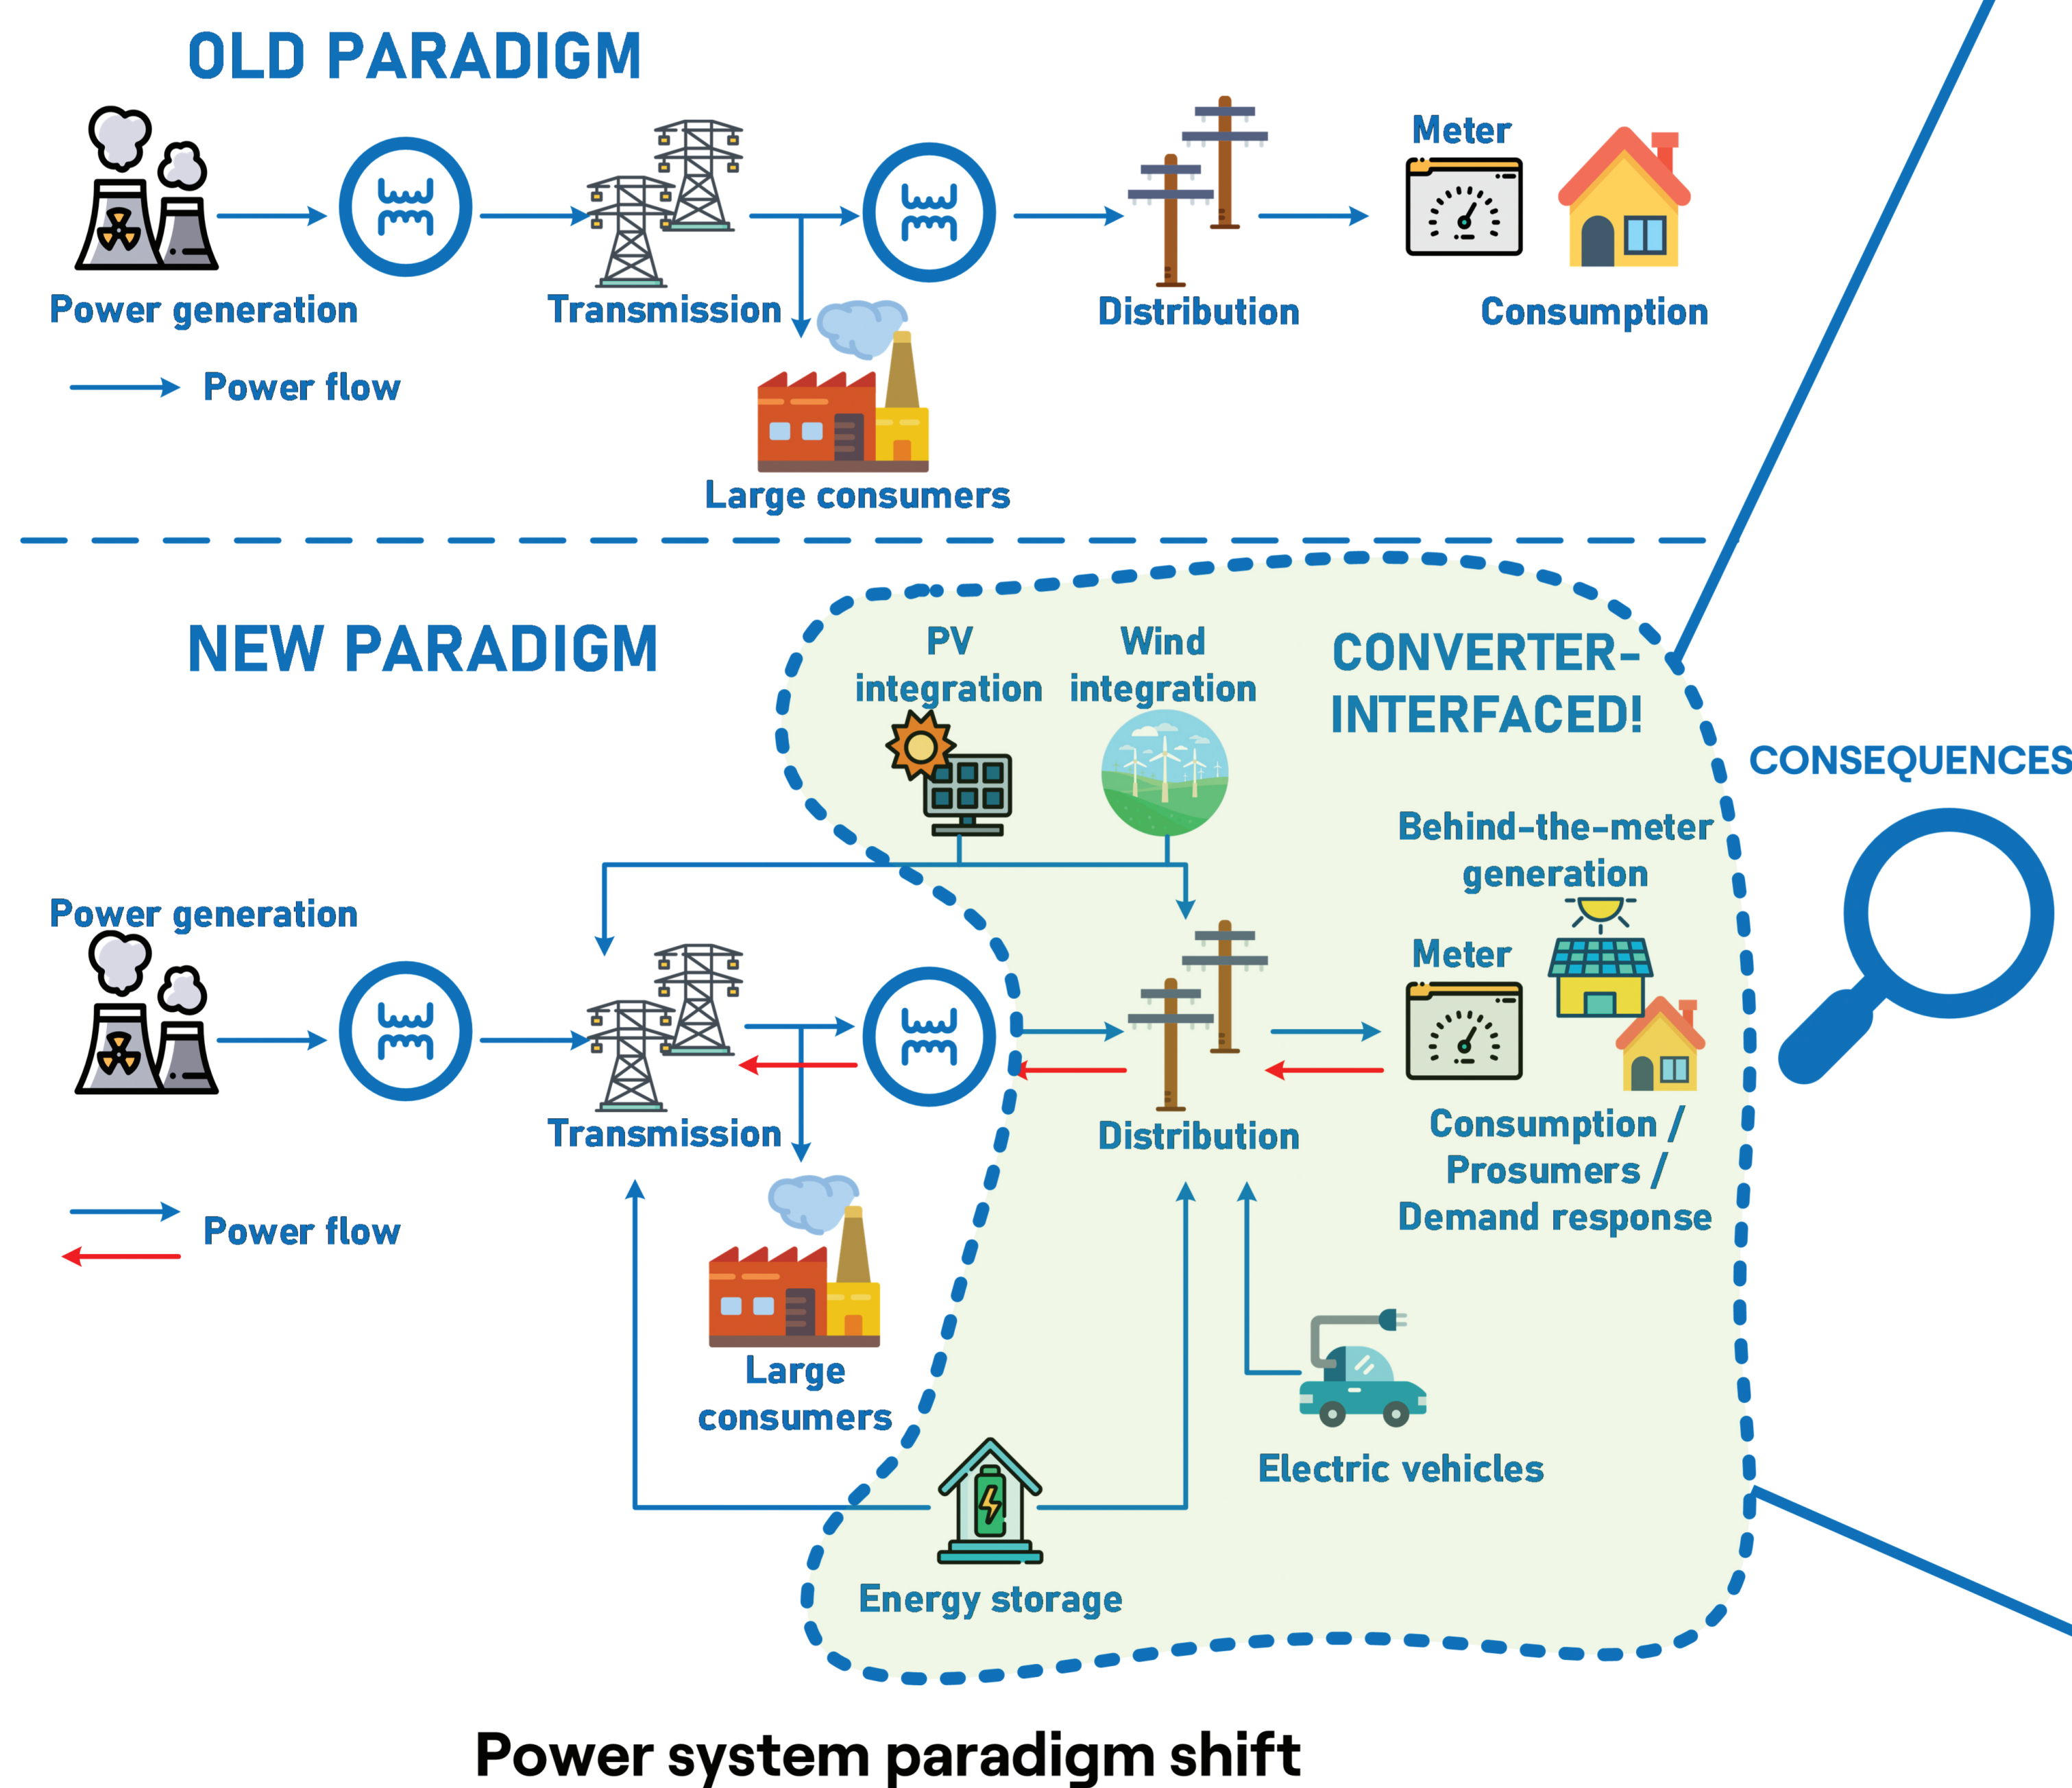 OLD PARADIGM
Meter
Power generation
Transmission
Distribution
Consumption
Power flow
Large consumers
NEW PARADIGM
PV
integration
Wind
integration
CONVERTER-
INTERFACED!
CONSEQUENCES
Behind-the-meter
generation
Power generation
Meter
Transmission
Distribution
Consumption /
Prosumers /
Demand response
Power flow
Large
consumers
Electric vehicles
Energy storage
Power system paradigm shift